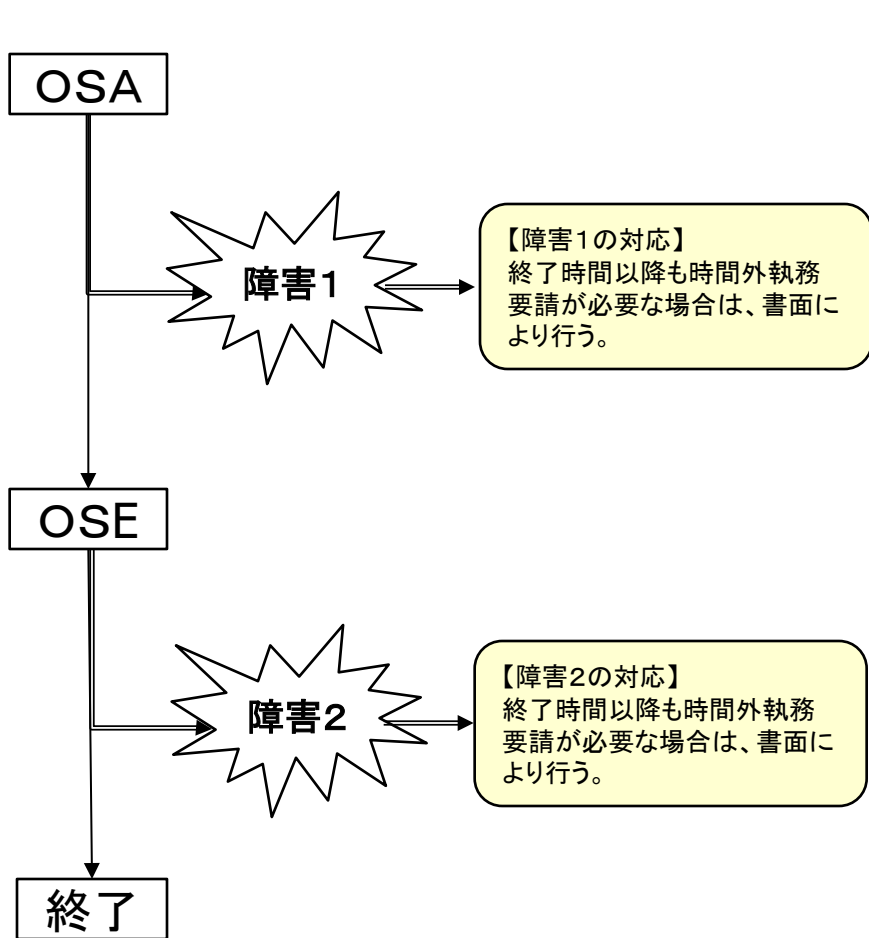 OSA
障害1
【障害1の対応】
終了時間以降も時間外執務
要請が必要な場合は、書面に
より行う。
OSE
障害2
【障害2の対応】
終了時間以降も時間外執務
要請が必要な場合は、書面に
より行う。
終了